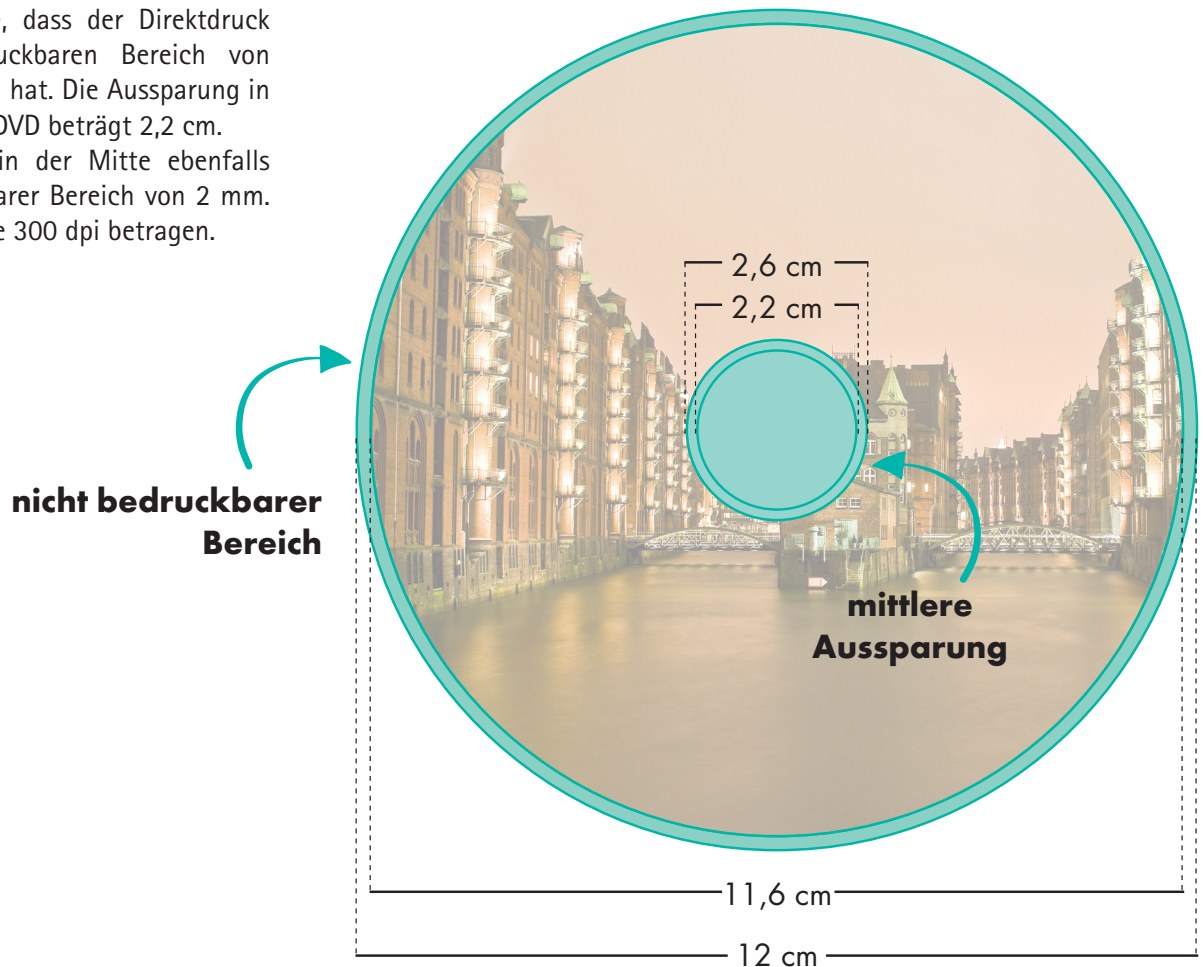 , dass der Direktdruck
uckbaren Bereich von
hat. Die Aussparung in
DVD beträgt 2,2 cm.
in der Mitte ebenfalls
arer Bereich von 2 mm.
e 300 dpi betragen.
2,6 cm
2,2 cm
nicht bedruckbarer
Bereich
mittlere
Aussparung
11,6 cm
12 cm